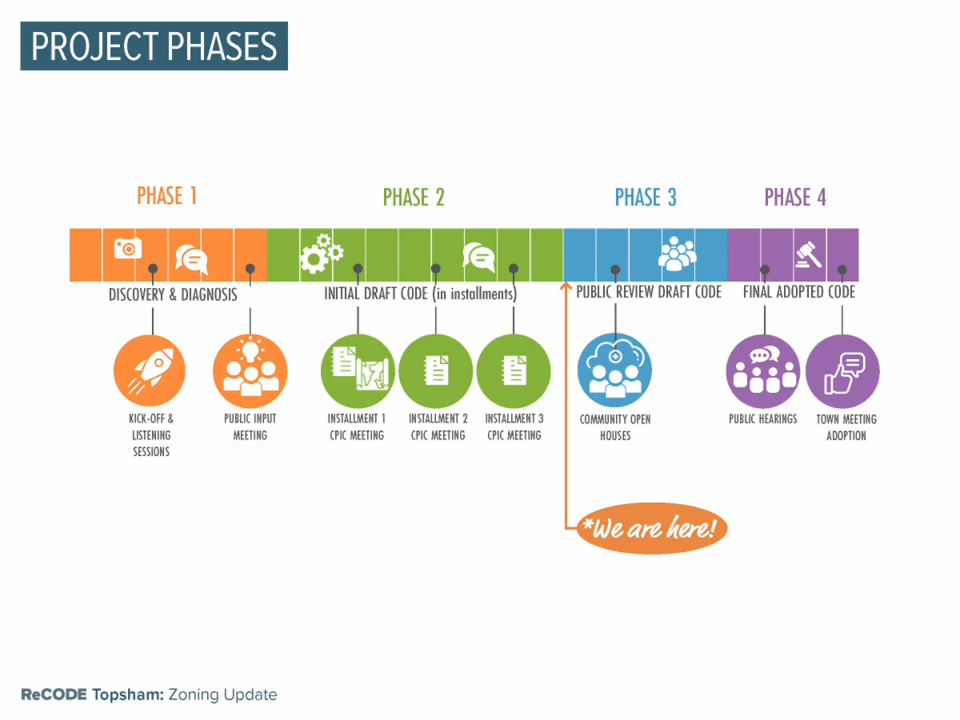 PROJECT PHASES
PHASE 1
PHASE 2
PHASE 3
PHASE 4
DISCOVERY & DIAGNOSIS
INITIAL DRAFT CODE (in installments)
PUBLIC REVIEW DRAFT CODE
FINAL ADOPTED CODE
KICK-OFF &
LISTENING
SESSIONS
PUBLIC INPUT
MEETING
INSTALLMENT 1
CPIC MEETING
INSTALLMENT 2
CPIC MEETING
INSTALLMENT 3
CPIC MEETING
COMMUNITY OPEN
HOUSES
PUBLIC HEARINGS
TOWN MEETING
ADOPTION
*We are here!
ReCODE Topsham: Zoning Update